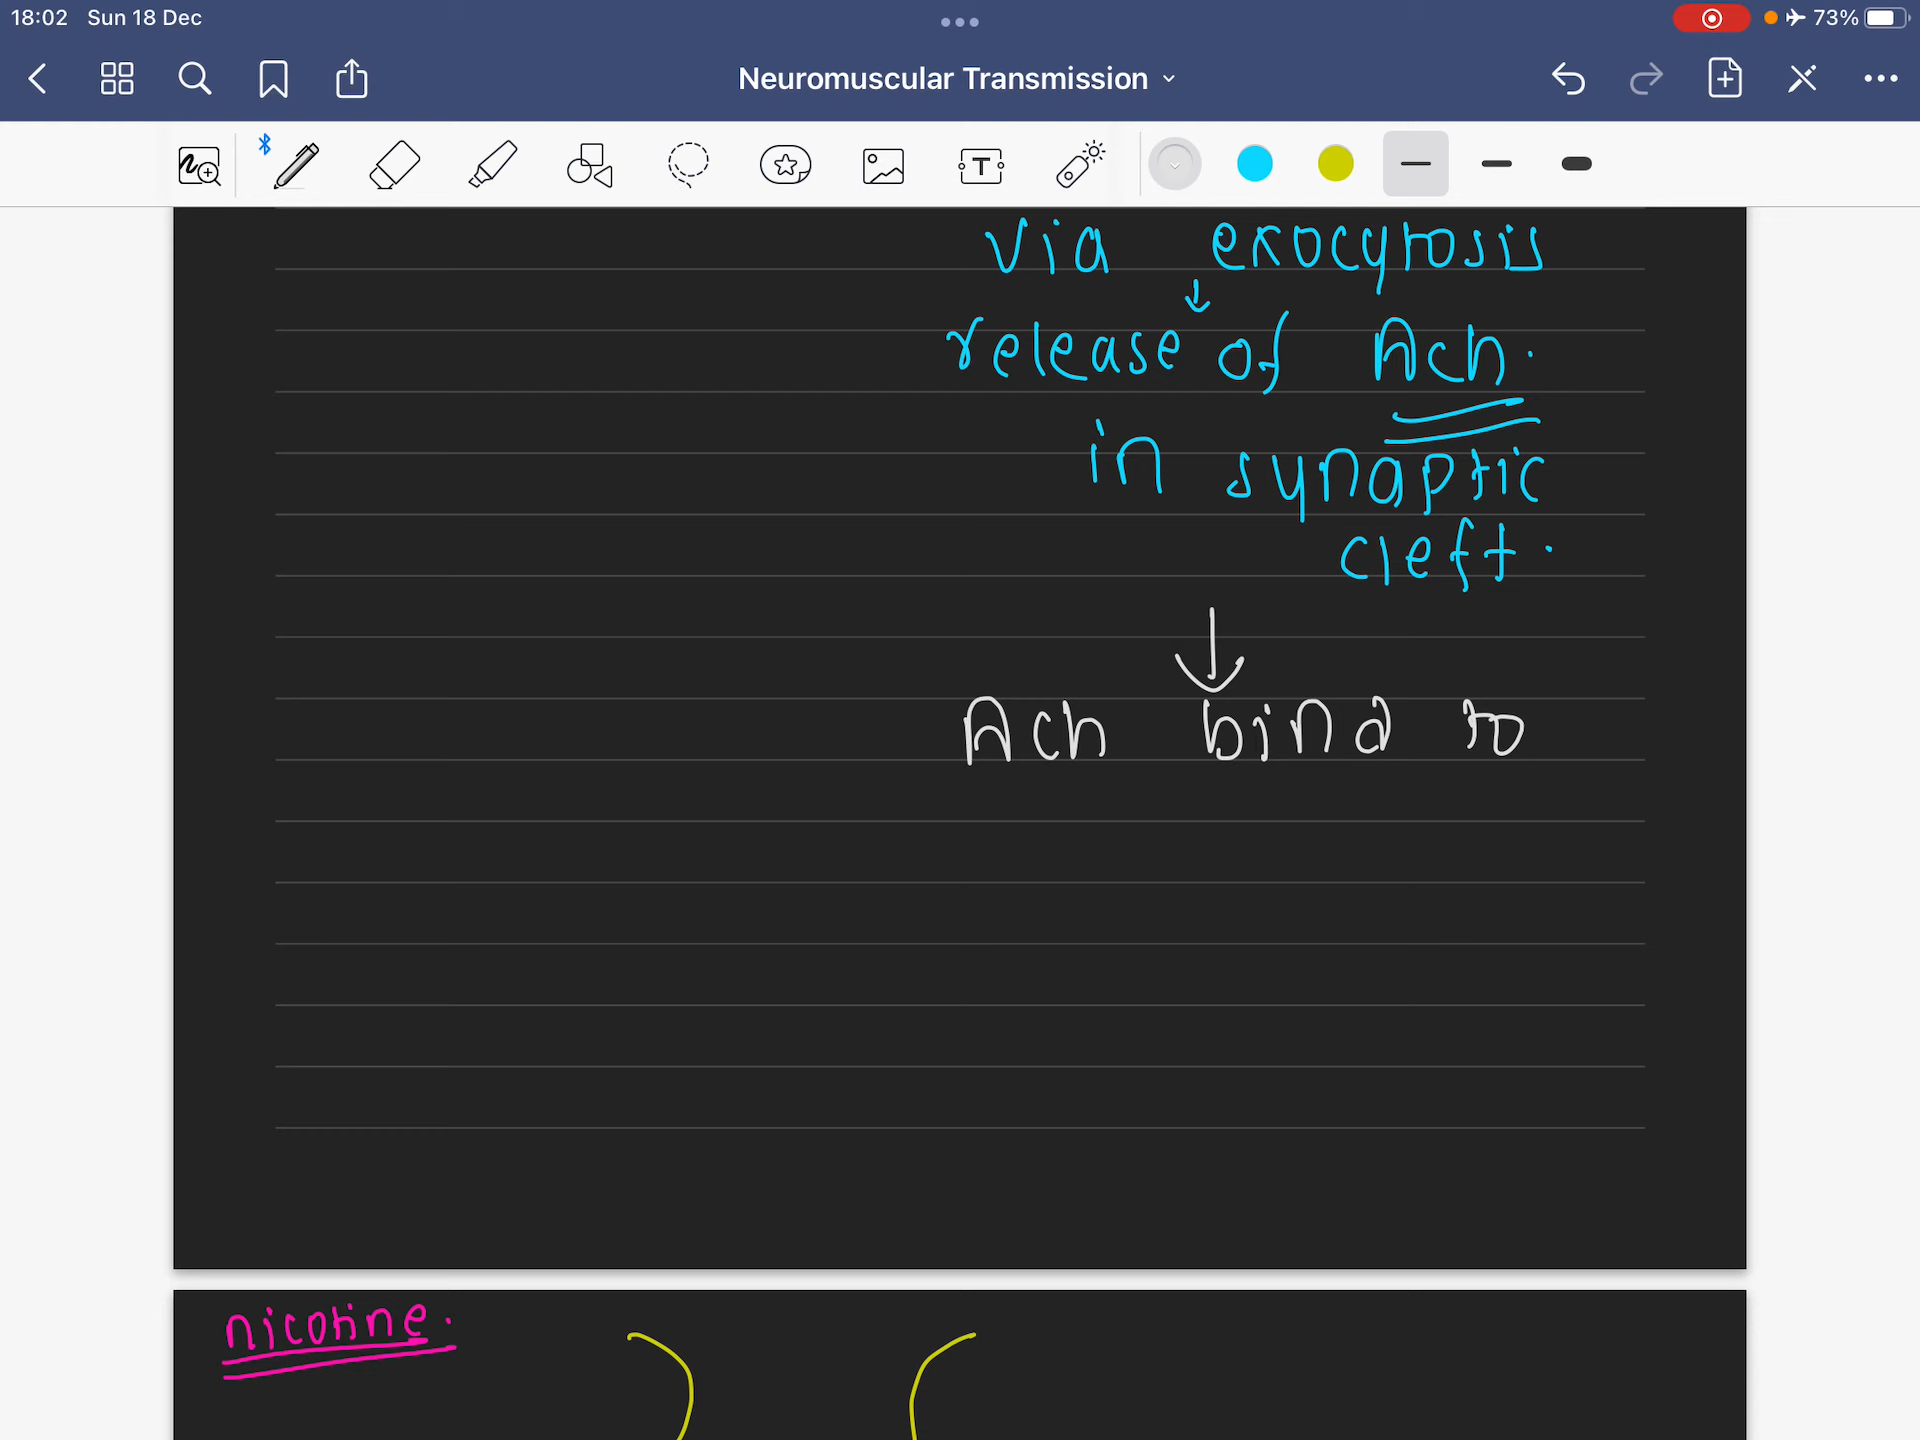 18:02 Sun 18 Dec
73%
Neuromuscular Transmission
T
via exocytosis
release of Ach.
in synaptic
cleft.
Ach bind to
nicotine.